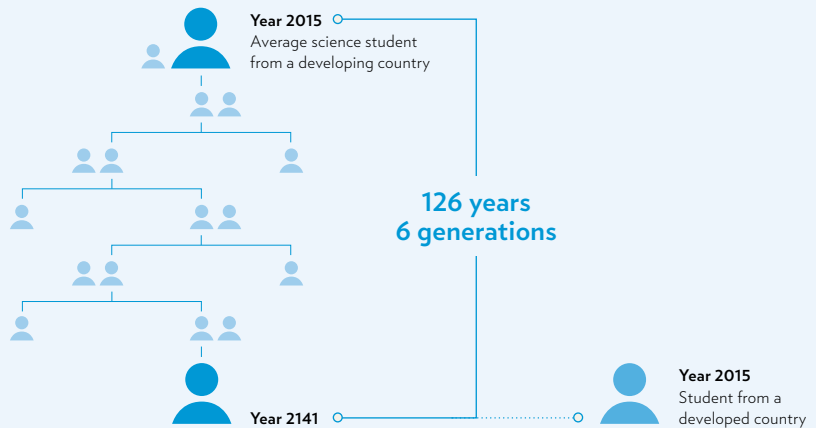 Year 2015
Average science student
from a developing country
126 years
6 generations
Year 2141
Year 2015
Student from a
developed country